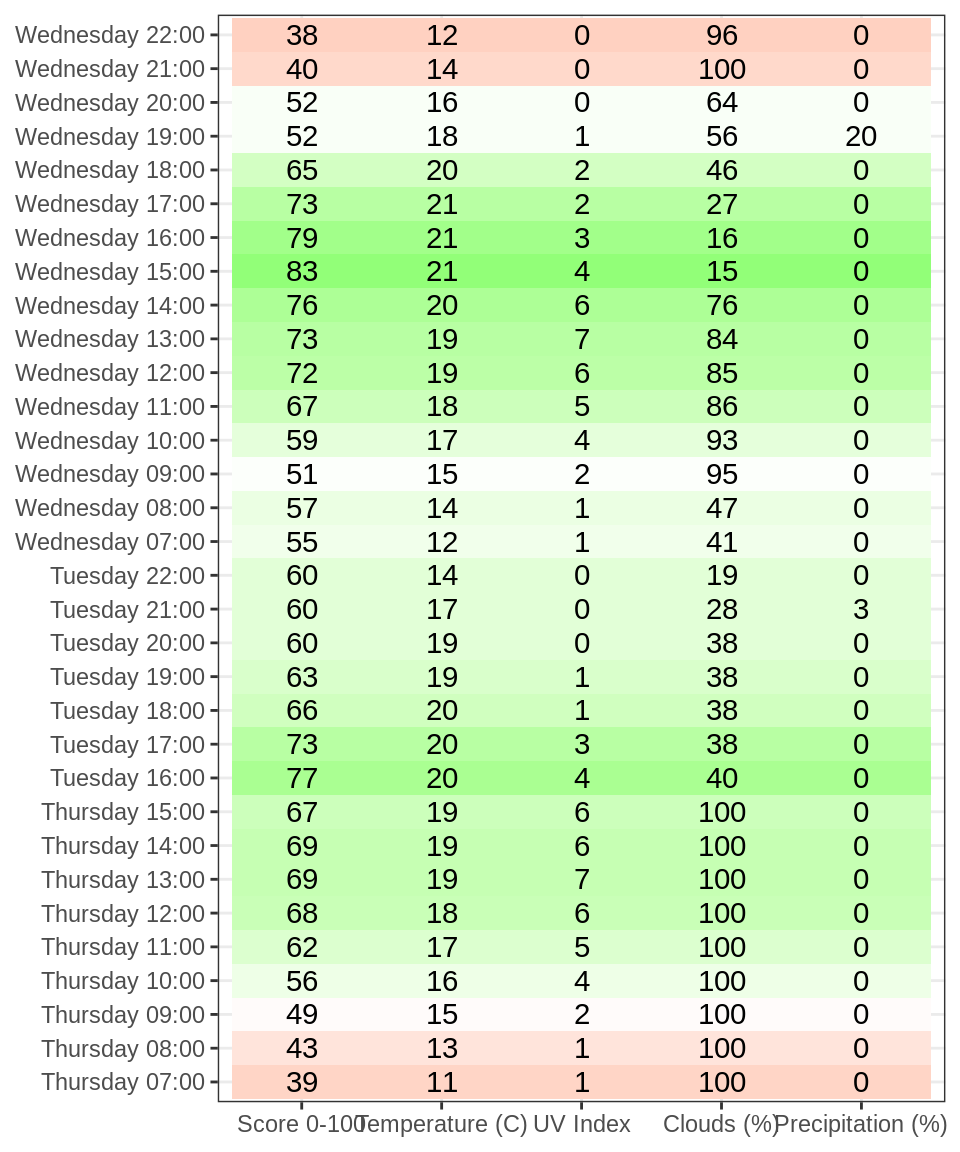 Wednesday 22:00 38 12 0 96 0
Wednesday 21:00 40 14 0 100 0
Wednesday 20:00 52 16 0 64 0
Wednesday 19:00 52 18 1 56 20
Wednesday 18:00 65 20 2 46 0
Wednesday 17:00 73 21 2 27 0
Wednesday 16:00 79 21 3 16 0
Wednesday 15:00 83 21 4 15 0
Wednesday 14:00 76 20 6 76 0
Wednesday 13:00 73 19 7 84 0
Wednesday 12:00 72 19 6 85 0
Wednesday 11:00 67 18 5 86 0
Wednesday 10:00 59 17 4 93 0
Wednesday 09:00 51 15 2 95 0
Wednesday 08:00 57 14 1 47 0
Wednesday 07:00 55 12 1 41 0
Tuesday 22:00 60 14 0 19 0
Tuesday 21:00 60 17 0 28 3
Tuesday 20:00 60 19 0 38 0
Tuesday 19:00 63 19 1 38 0
Tuesday 18:00 66 20 1 38 0
Tuesday 17:00 73 20 3 38 0
Tuesday 16:00 77 20 4 40 0
Thursday 15:00 67 19 6 100 0
Thursday 14:00 69 19 6 100 0
Thursday 13:00 69 19 7 100 0
Thursday 12:00 68 18 6 100 0
Thursday 11:00 62 17 5 100 0
Thursday 10:00 56 16 4 100 0
Thursday 09:00 49 15 2 100 0
Thursday 08:00 43 13 1 100 0
Thursday 07:00 39 11 1 100 0
Score 0-100 Temperature (C) UV Index Clouds (%) Precipitation (%)